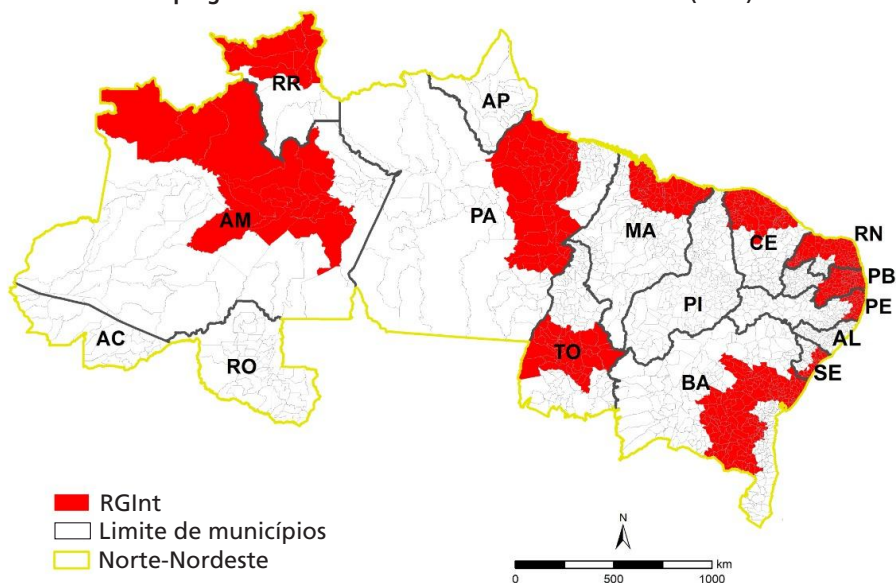 RR
AP
AM
PA
MA
CE
RN
PB
PE
PI
AL
AC
RO
TO
BA
SE
RGInt
Limite de municípios
Norte-Nordeste
N
km
0 500 1000